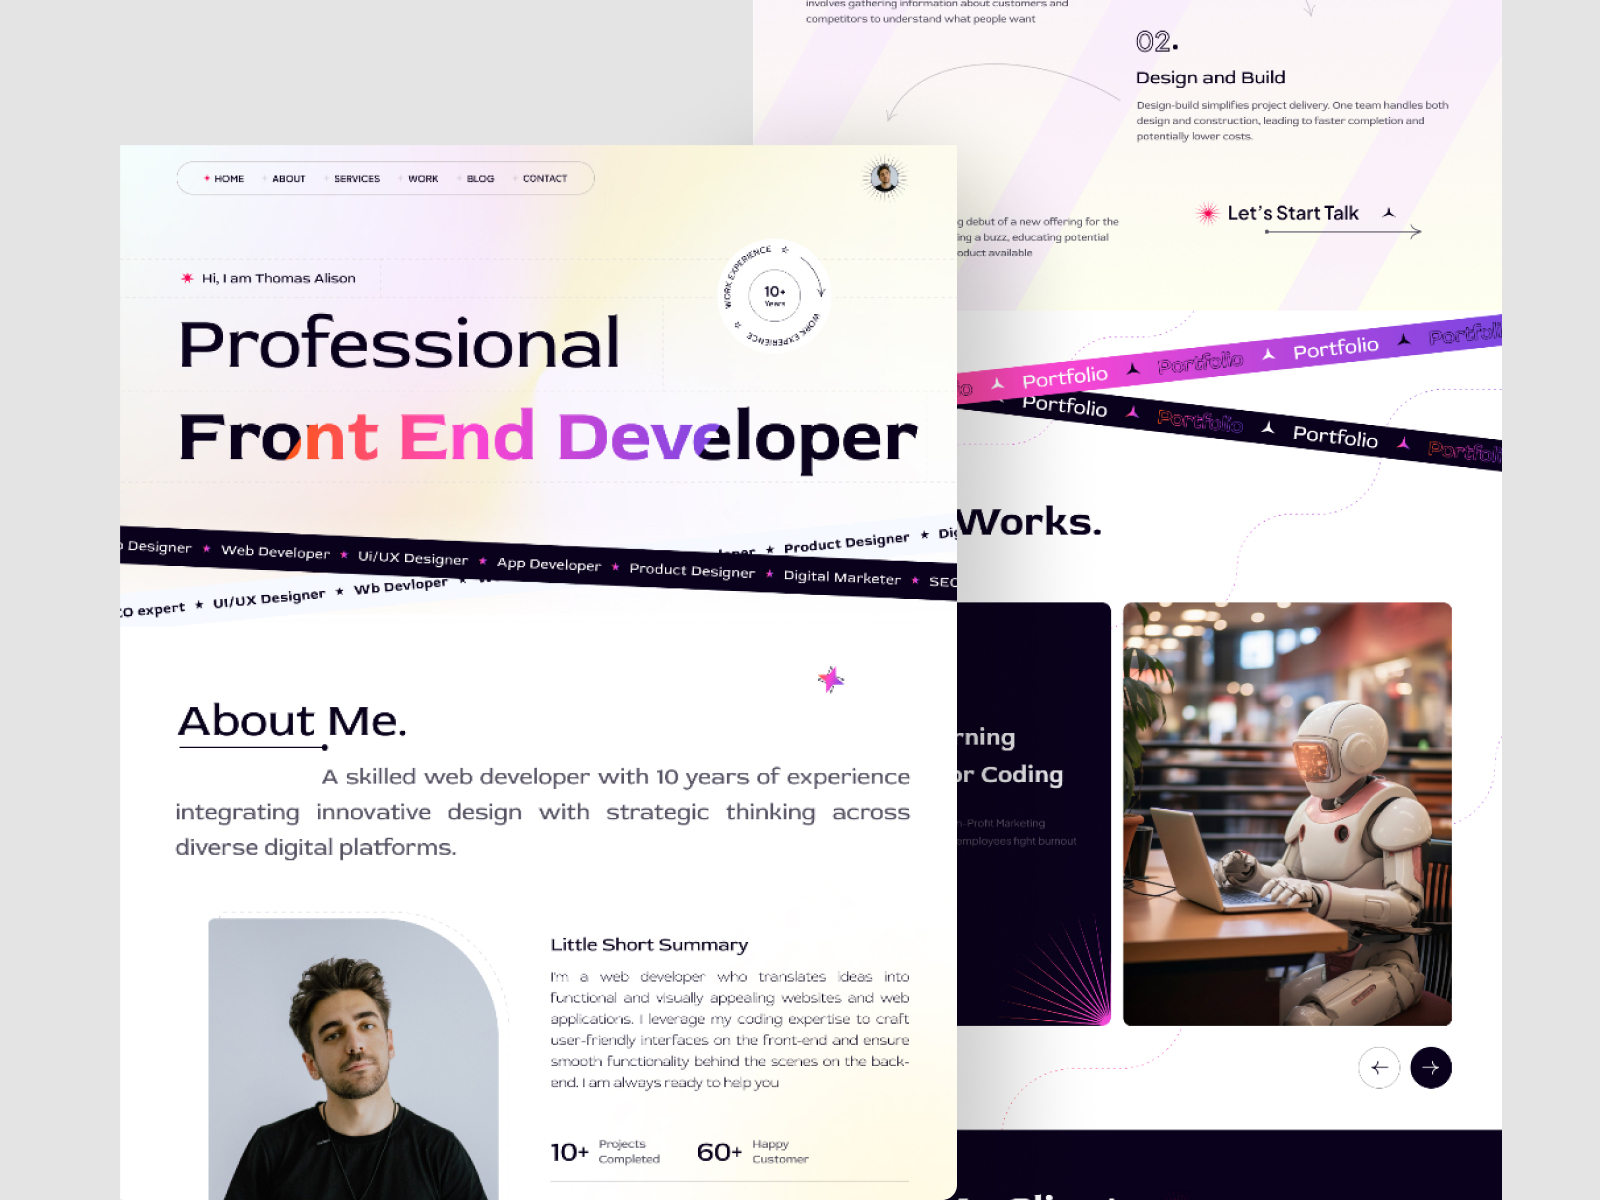 involves gathering information about customers and
competitors to understand what people want
02.
Design and Build
Design-build simplifies project delivery. One team handles both
design and construction, leading to faster completion and
potentially lower costs.
g debut of a new offering for the
ing a buzz, educating potential
oduct available
Let's Start Talk
HOME ABOUT SERVICES WORK BLOG CONTACT
WORK EXPERIENCE WORK EXPERIENCE
10+
Years
Hi, I am Thomas Alison
Professional
Front End Developer
Designer Web Developer Ui/UX Designer App Developer Product Designer Digital Marketer SEO
oper Product Designer Dig
EO expert UI/UX Designer Wb Devloper
About Me.
A skilled web developer with 10 years of experience
integrating innovative design with strategic thinking across
diverse digital platforms.
Little Short Summary
I'm a web developer who translates ideas into
functional and visually appealing websites and web
applications. I leverage my coding expertise to craft
user-friendly interfaces on the front-end and ensure
smooth functionality behind the scenes on the back-
end. I am always ready to help you
10+ Projects
Completed
60+ Happy
Customer
io Portfolio Portfolio Portfolio Portfolio
Portfolio Portfolio Portfolio Portfoli
Works.
rning
or Coding
n-Profit Marketing
employees fight burnout